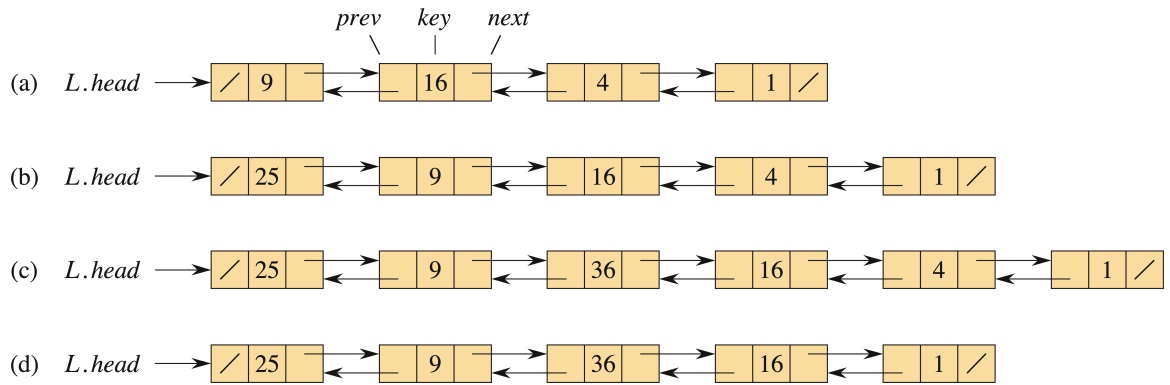 prev key next
(a) L.head / 9 16 4 1 /
(b) L.head / 25 9 16 4 1 /
(c) L.head / 25 9 36 16 4 1 /
(d) L.head / 25 9 36 16 1 /